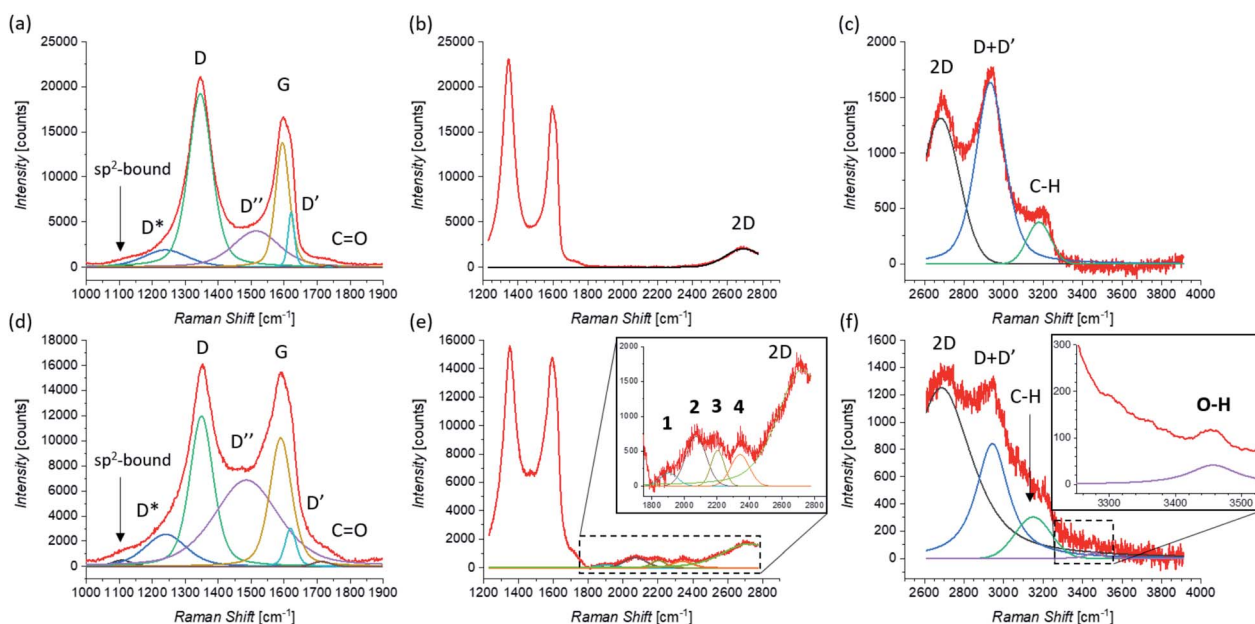 (a)
25000
20000
15000
10000
5000
0
Intensity [counts]
D
G
sp²-bound
D*
D''
D'
C=O
1000 1100 1200 1300 1400 1500 1600 1700 1800 1900
Raman Shift [cm⁻¹]
(b)
25000
20000
15000
10000
5000
0
Intensity [counts]
2D
1200 1400 1600 1800 2000 2200 2400 2600 2800
Raman Shift [cm⁻¹]
(c)
2000
1500
1000
500
0
Intensity [counts]
2D
D+D'
C-H
2600 2800 3000 3200 3400 3600 3800 4000
Raman Shift [cm⁻¹]
(d)
18000
16000
14000
12000
10000
8000
6000
4000
2000
0
Intensity [counts]
D
G
sp²-bound
D*
D''
D'
C=O
1000 1100 1200 1300 1400 1500 1600 1700 1800 1900
Raman Shift [cm⁻¹]
(e)
16000
14000
12000
10000
8000
6000
4000
2000
0
Intensity [counts]
2000
1500
1000
500
0
1
2
3
4
2D
1800 2000 2200 2400 2600 2800
1200 1400 1600 1800 2000 2200 2400 2600 2800
Raman Shift [cm⁻¹]
(f)
1600
1400
1200
1000
800
600
400
200
0
Intensity [counts]
2D
D+D'
C-H
300
200
100
0
O-H
3300 3400 3500
2600 2800 3000 3200 3400 3600 3800 4000
Raman Shift [cm⁻¹]